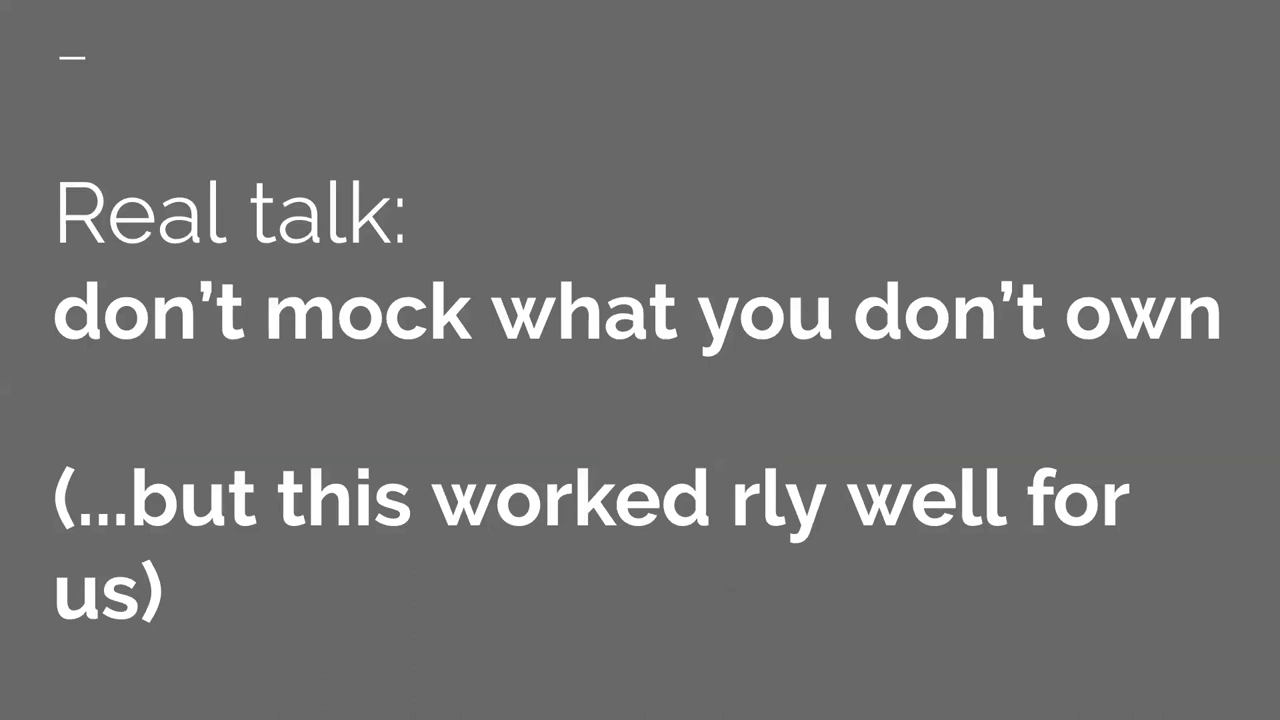 Real talk:
don’t mock what you don’t own
(...but this worked rly well for
us)